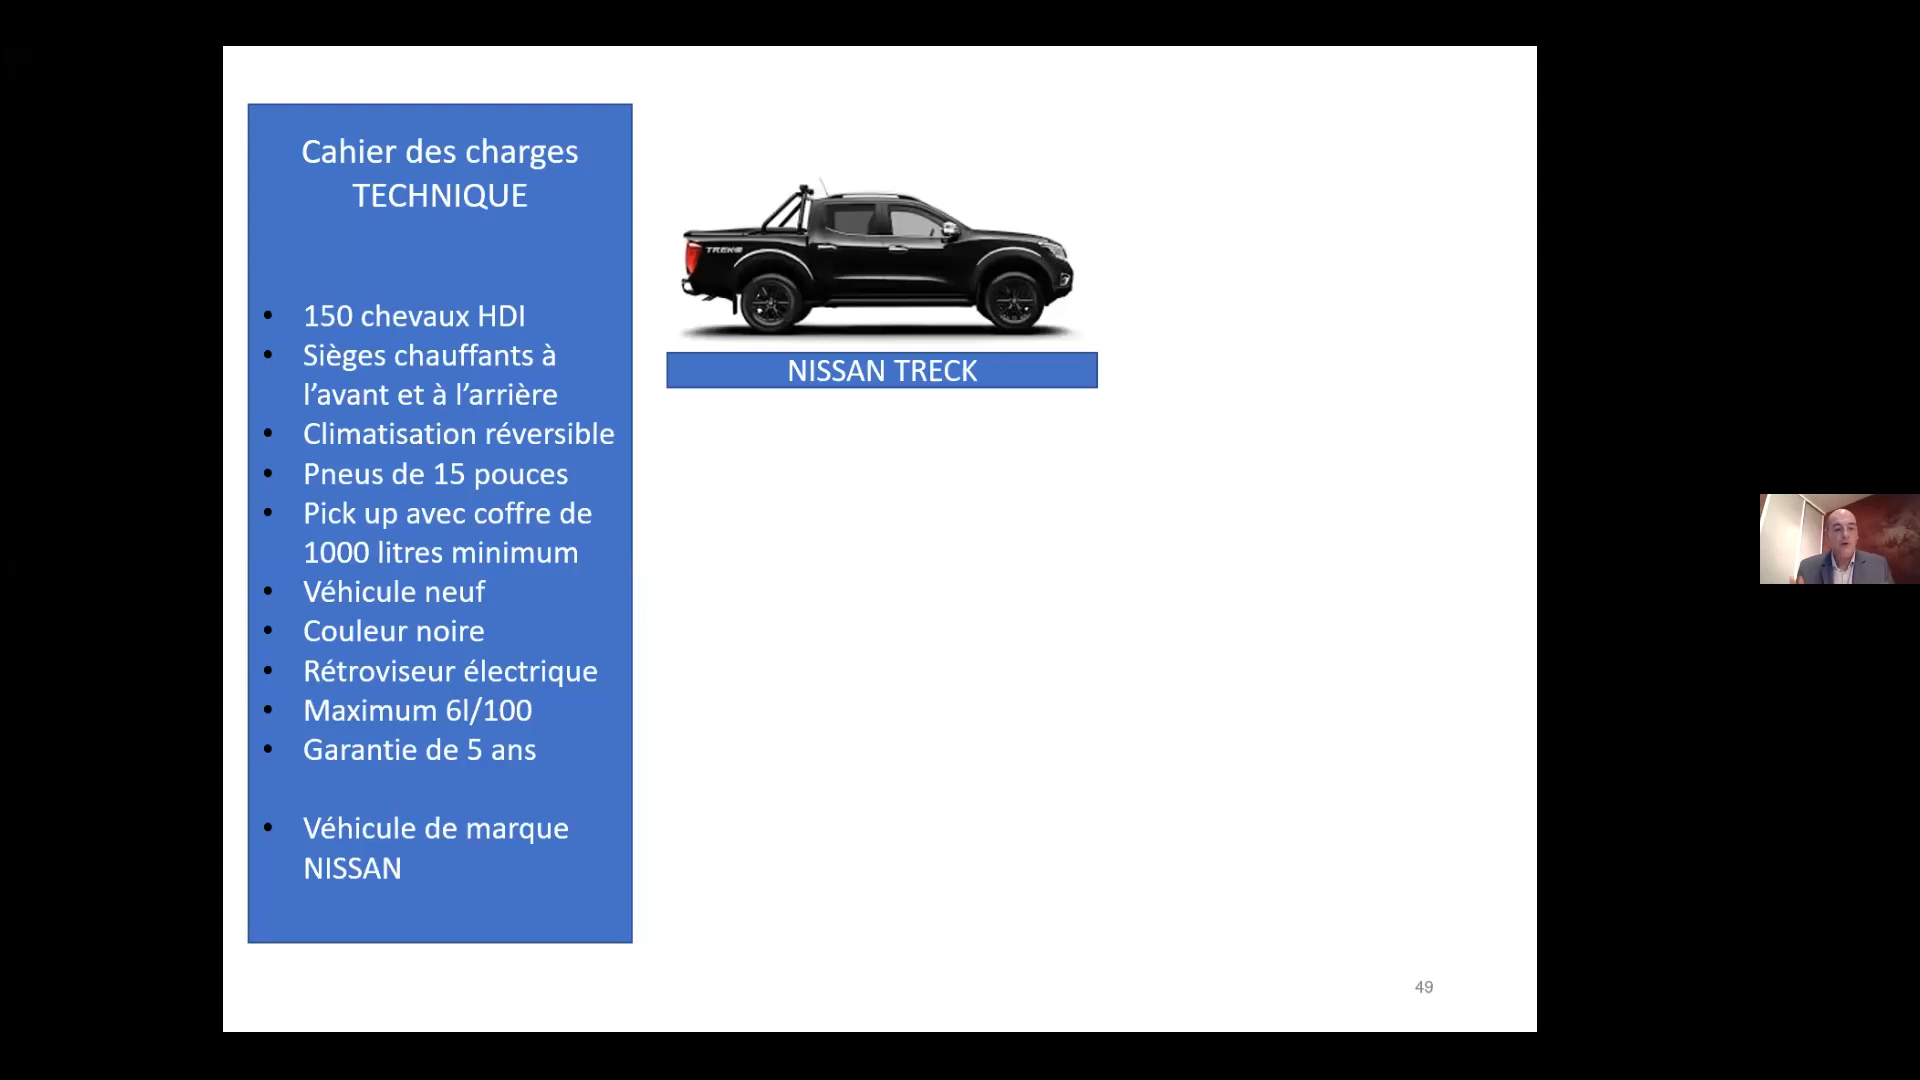 Cahier des charges
TECHNIQUE
• 150 chevaux HDI
• Sièges chauffants à
l’avant et à l’arrière
• Climatisation réversible
• Pneus de 15 pouces
• Pick up avec coffre de
1000 litres minimum
• Véhicule neuf
• Couleur noire
• Rétroviseur électrique
• Maximum 6l/100
• Garantie de 5 ans
• Véhicule de marque
NISSAN
NISSAN TRECK
49